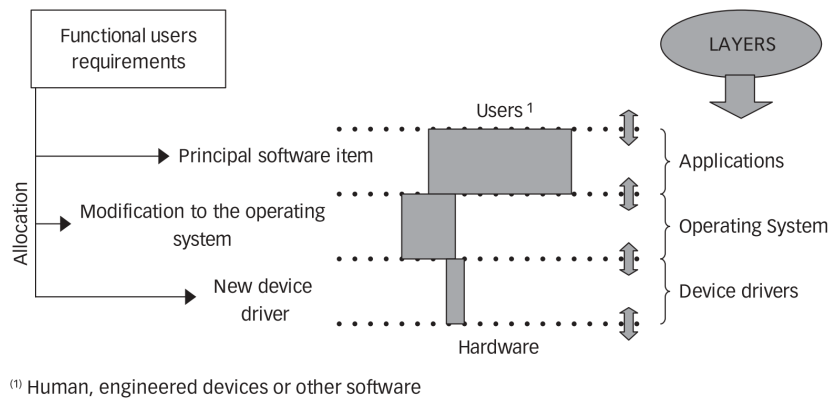 Functional users
requirements
LAYERS
Users ¹
Principal software item
Applications
Allocation
Modification to the operating
system
Operating System
New device
driver
Device drivers
Hardware
(1) Human, engineered devices or other software